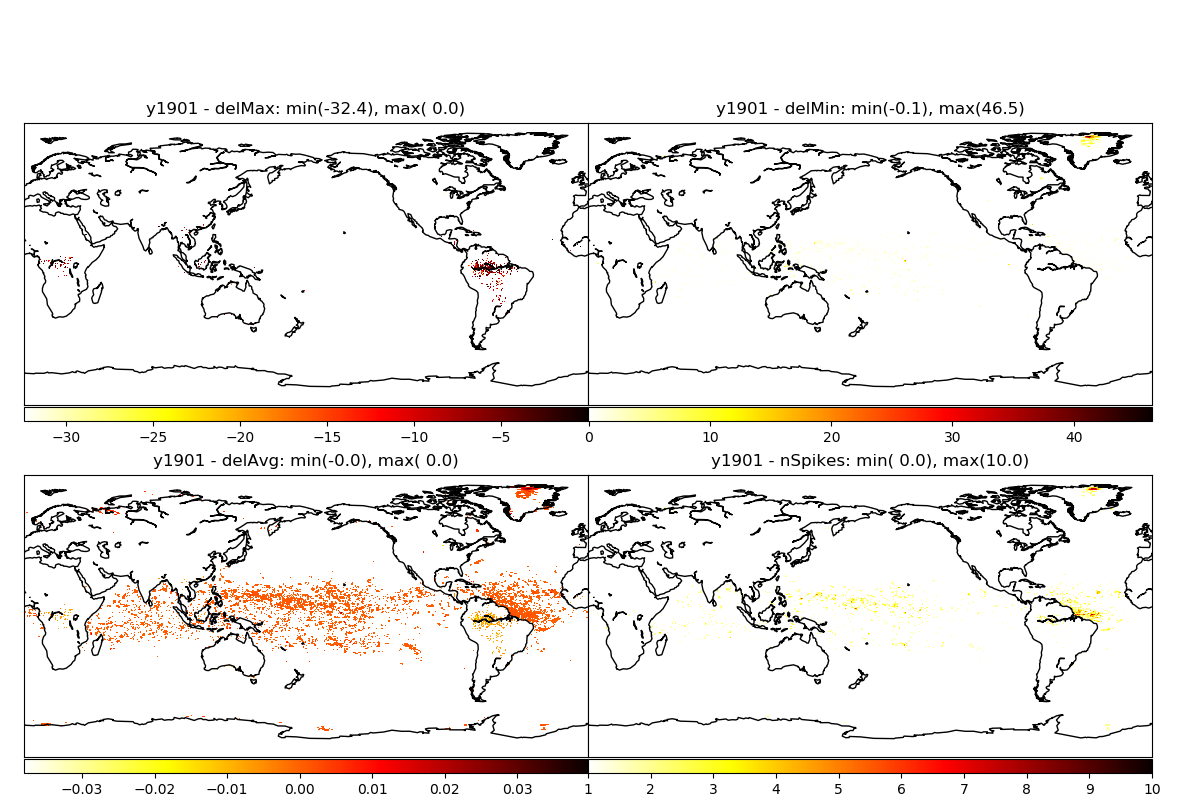 y1901 - delMax: min(-32.4), max( 0.0)
y1901 - delMin: min(-0.1), max(46.5)
−30 −25 −20 −15 −10 −5
0 10 20 30 40
y1901 - delAvg: min(-0.0), max( 0.0)
y1901 - nSpikes: min( 0.0), max(10.0)
−0.03 −0.02 −0.01 0.00 0.01 0.02 0.03
1 2 3 4 5 6 7 8 9 10